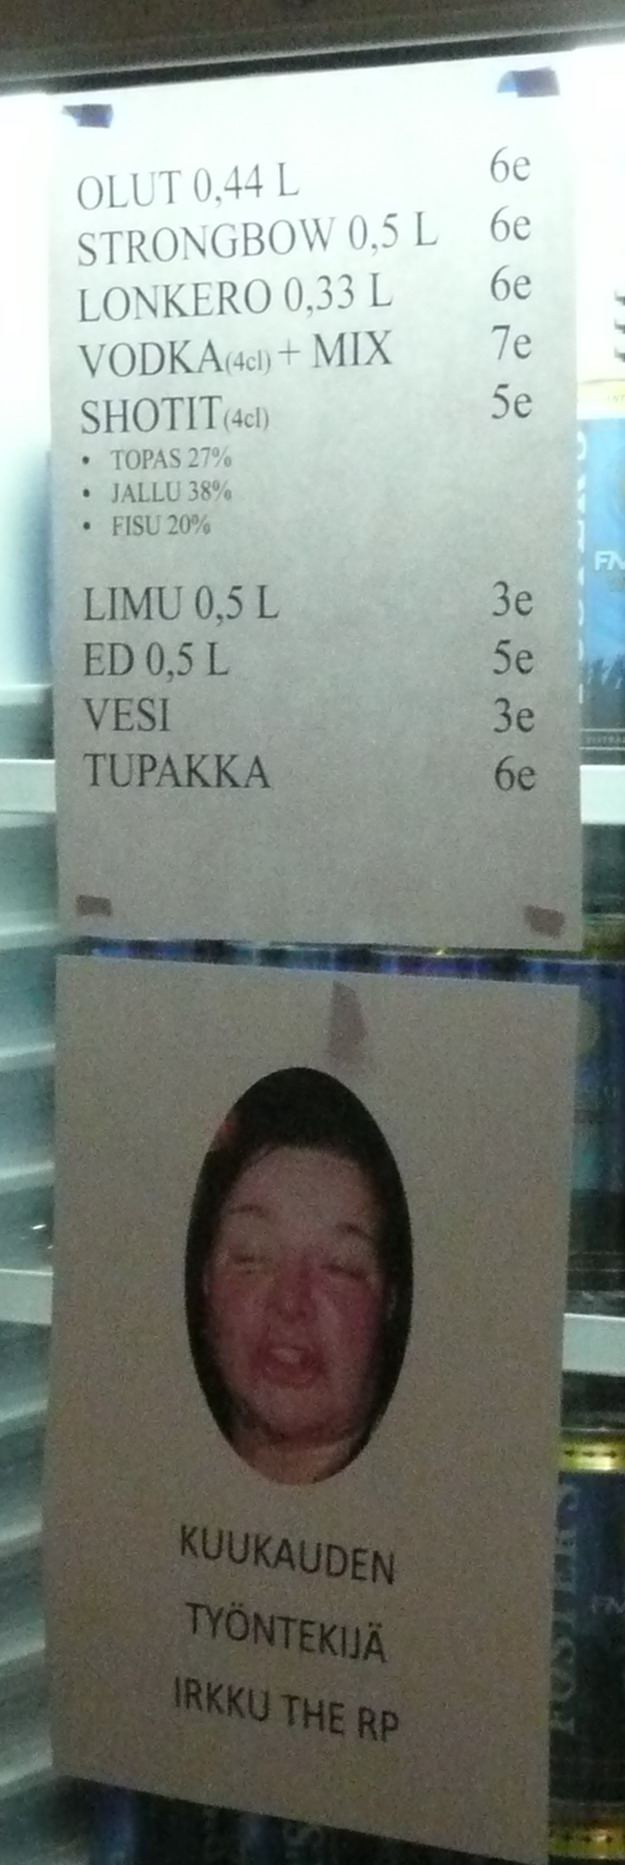 OLUT 0,44 L 6e
STRONGBOW 0,5 L 6e
LONKERO 0,33 L 6e
VODKA(4cl) + MIX 7e
SHOTIT(4cl) 5e
• TOPAS 27%
• JALLU 38%
• FISU 20%
LIMU 0,5 L 3e
ED 0,5 L 5e
VESI 3e
TUPAKKA 6e
KUUKAUDEN
TYÖNTEKIJÄ
IRKKU THE RP